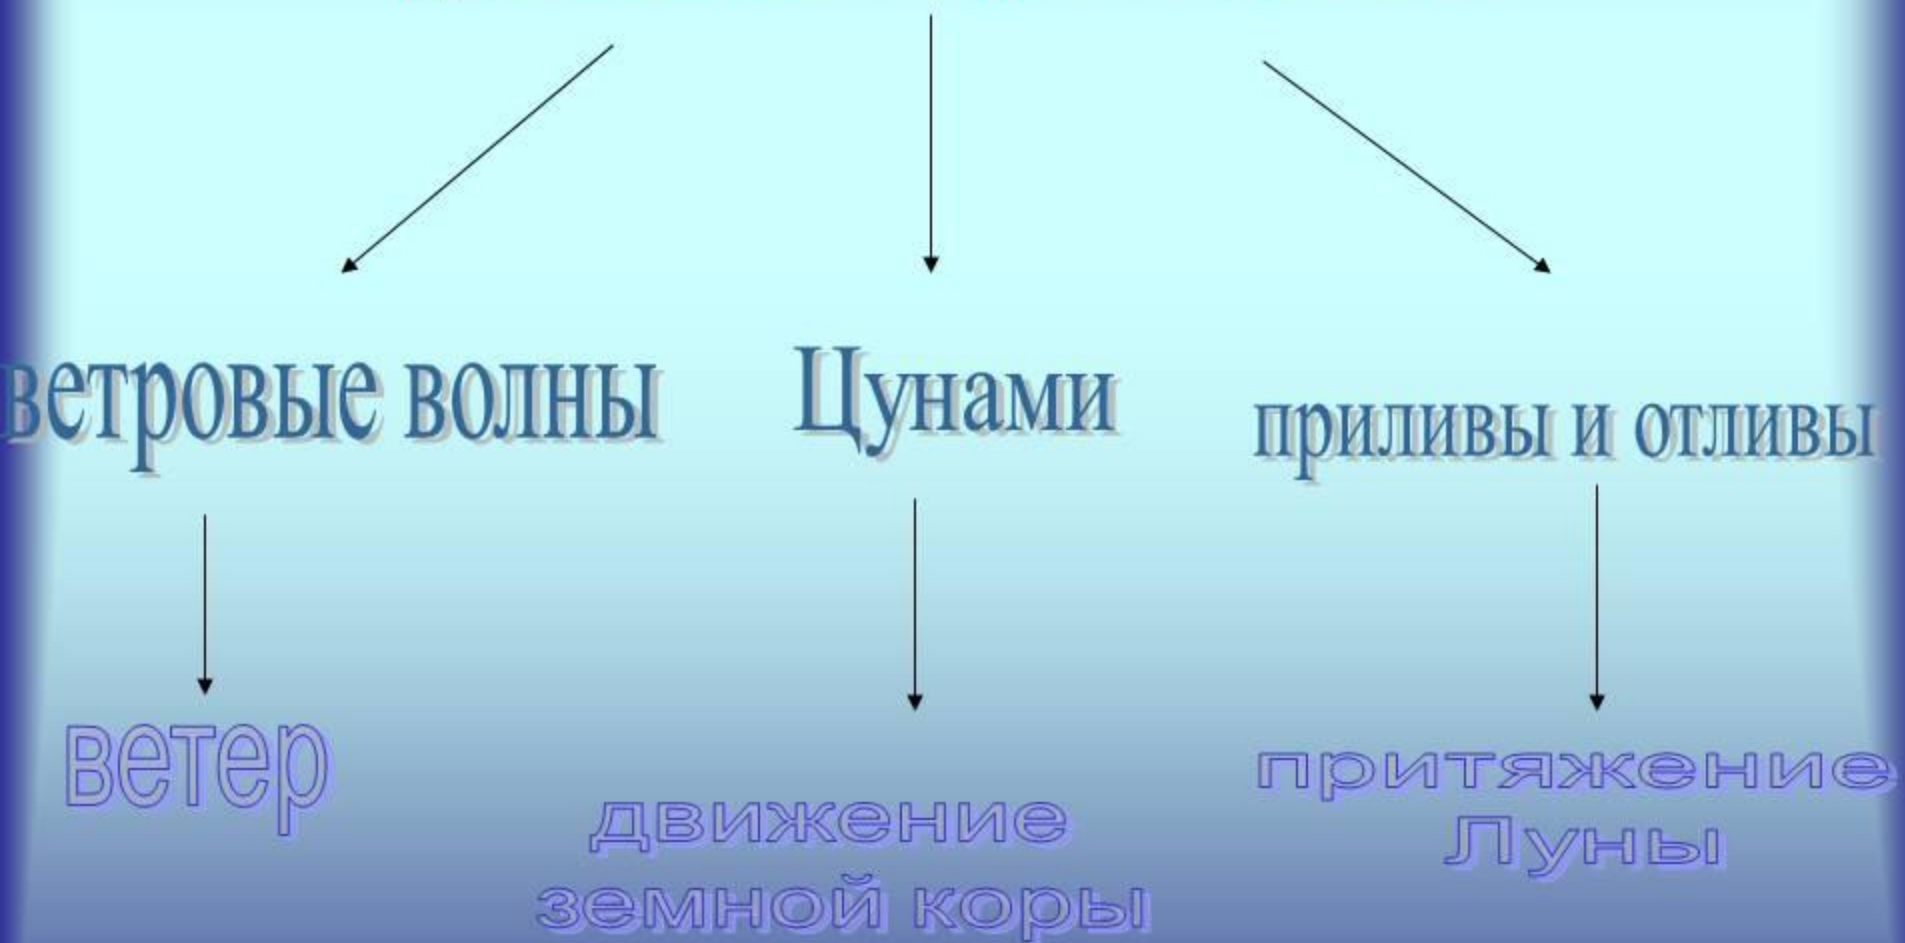 ветровые волны
Цунами
приливы и отливы
ветер
движение
земной коры
притяжение
Луны